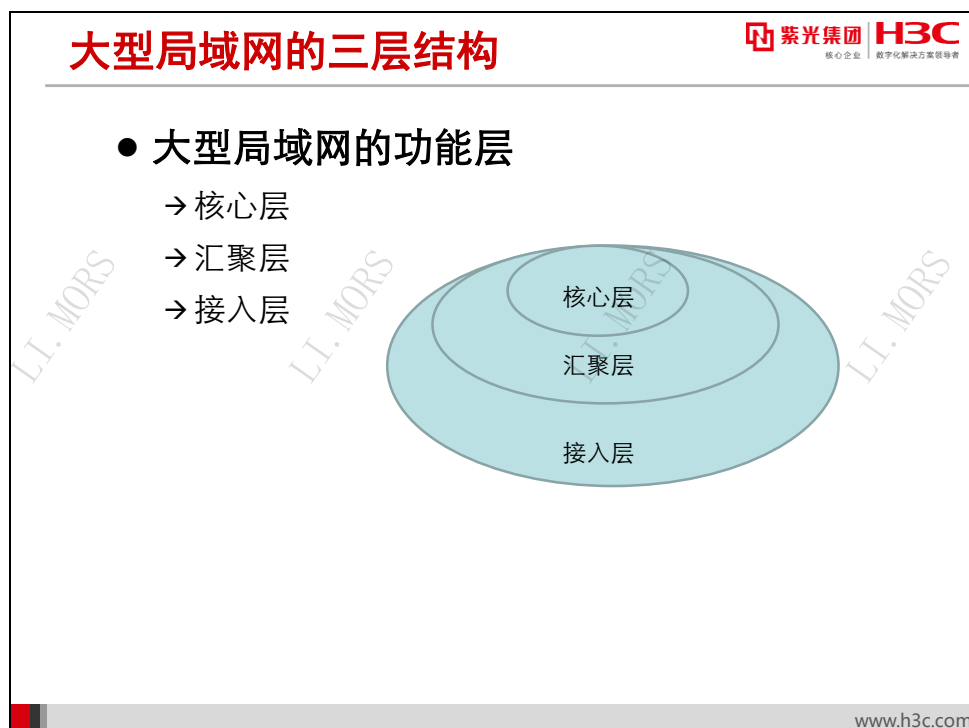 大型局域网的三层结构
紫光集团 H3C
核心企业 数字化解决方案领导者
● 大型局域网的功能层
→核心层
→汇聚层
→接入层
核心层
汇聚层
接入层
LI.MORS LI.MORS LI.MORS LI.MORS
www.h3c.com